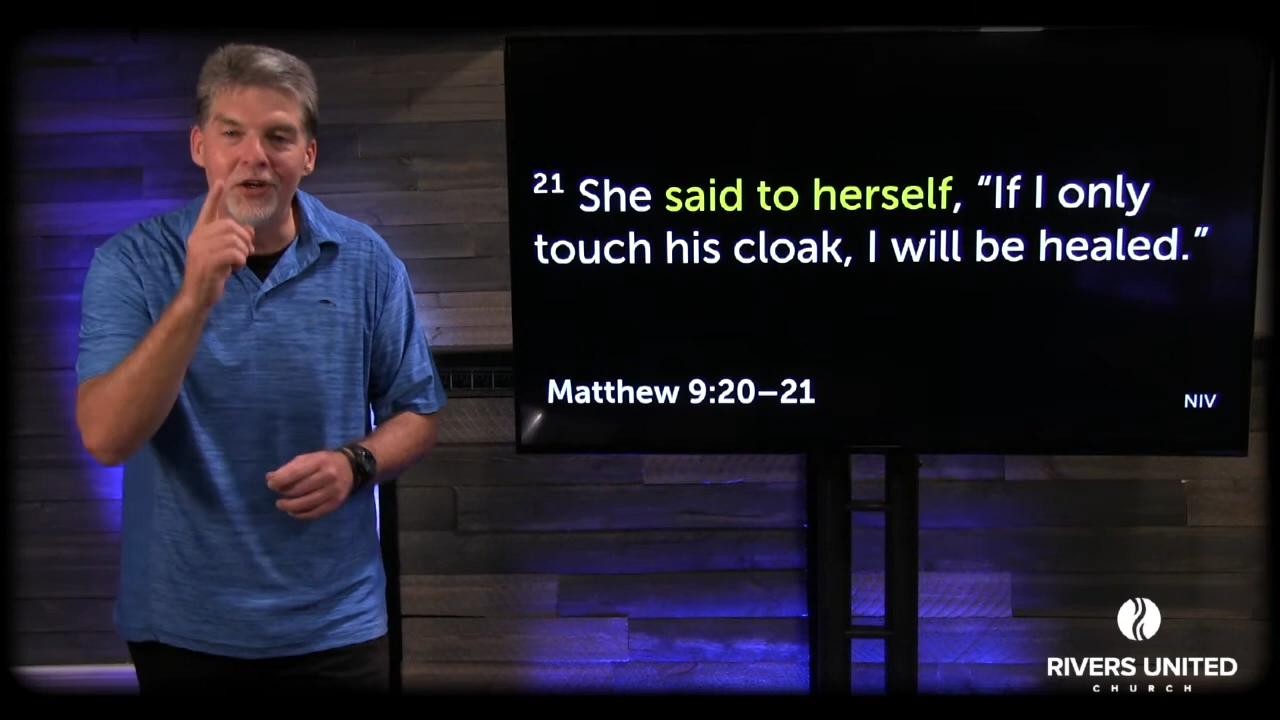 21 She said to herself, “If I only
touch his cloak, I will be healed.”
Matthew 9:20–21
NIV
RIVERS UNITED
CHURCH